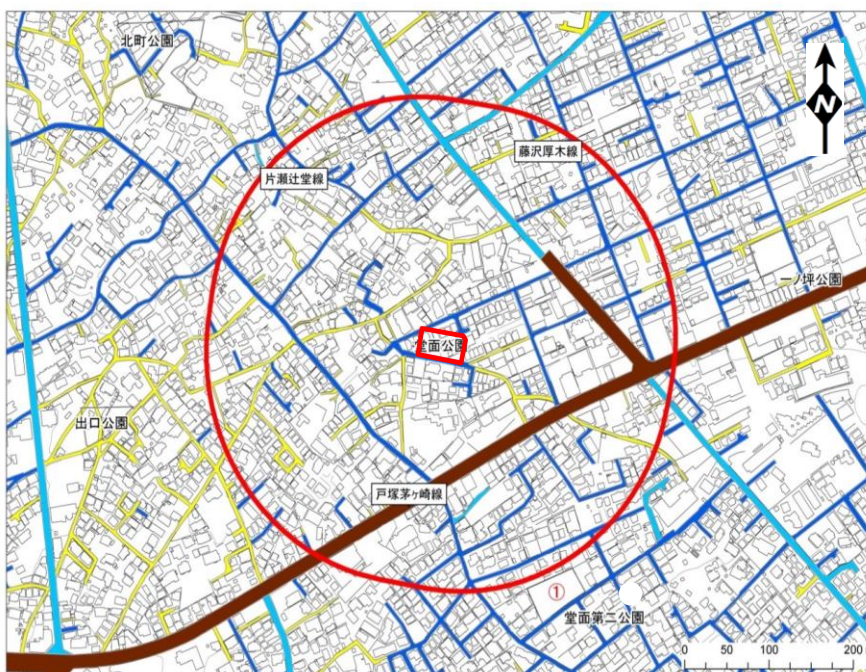 北町公園
N
藤沢厚木線
片瀬辻堂線
一ノ坪公園
堂面公園
出口公園
戸塚茅ヶ崎線
①
堂面第二公園
0 50 100 200